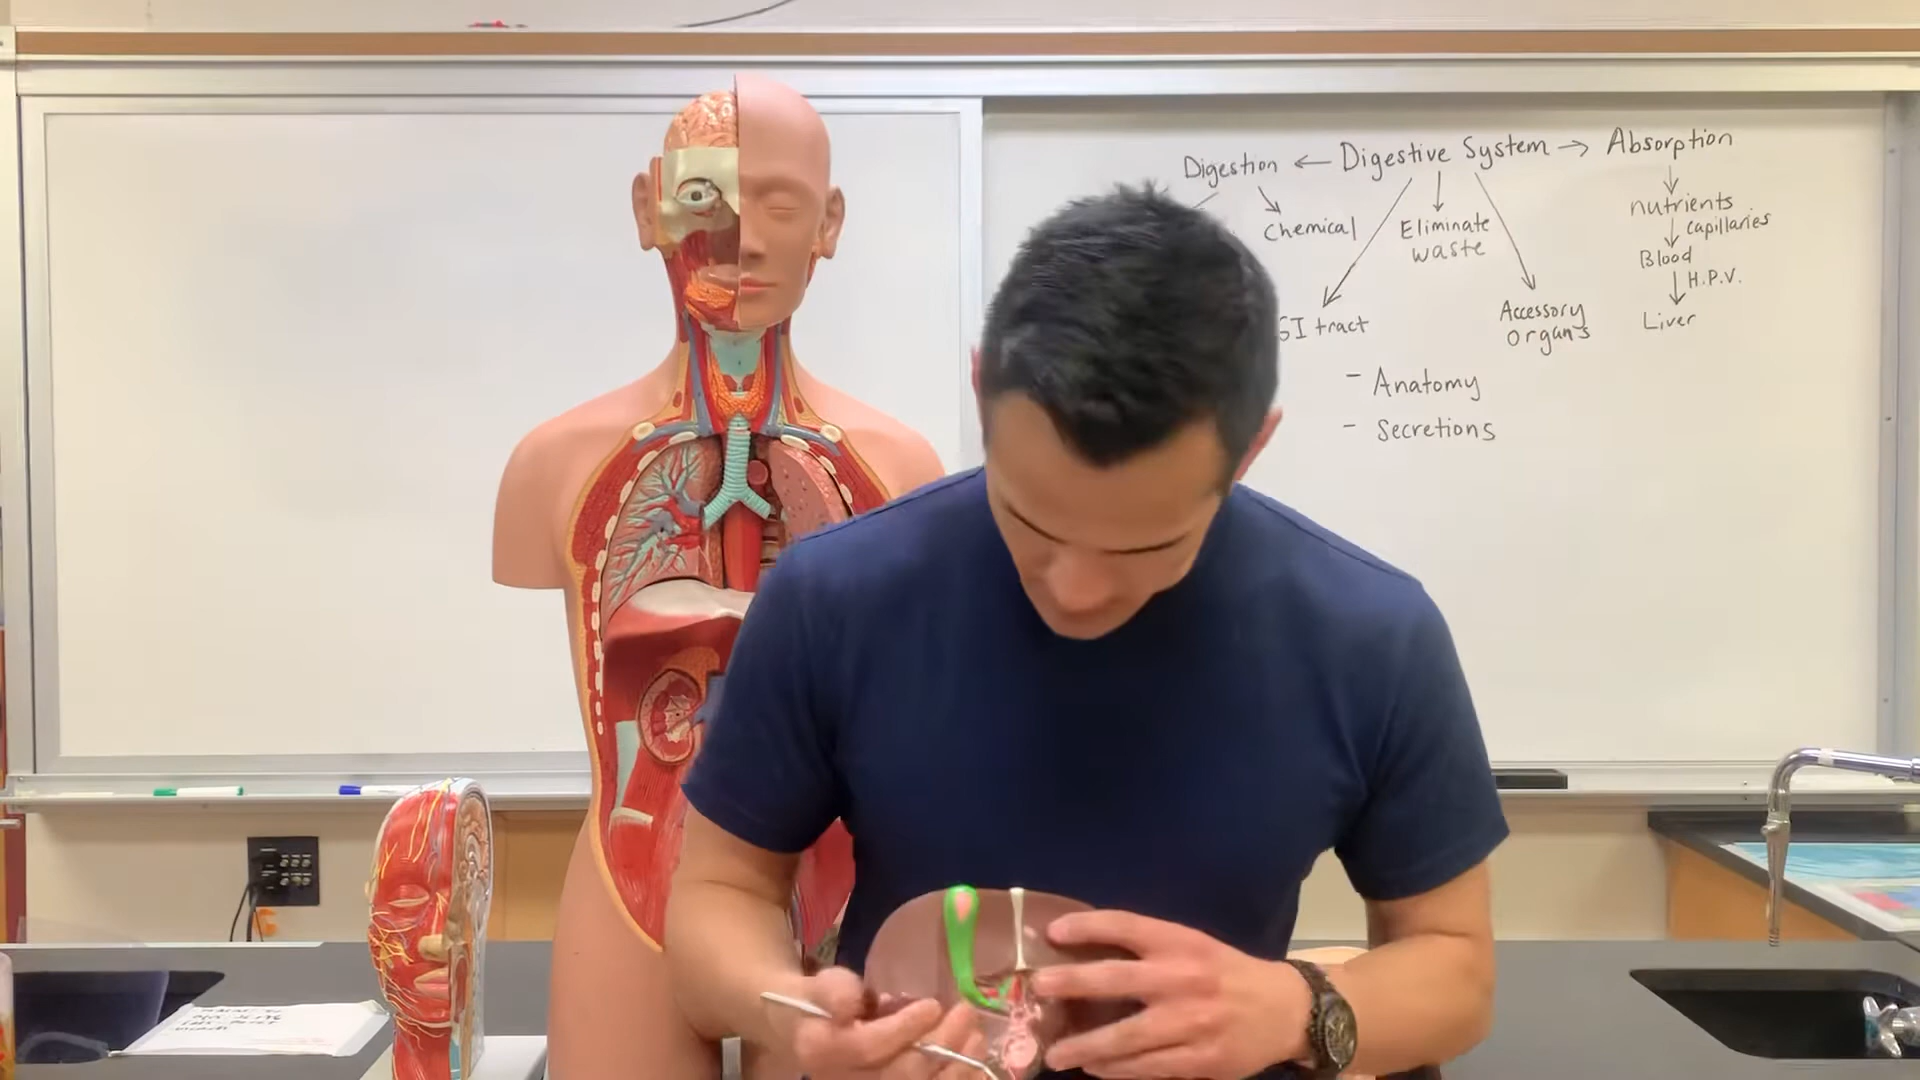 Digestion ← Digestive System → Absorption
Chemical
Eliminate
waste
nutrients
capillaries
Blood
H.P.V.
Liver
GI tract
Accessory
organs
- Anatomy
- Secretions